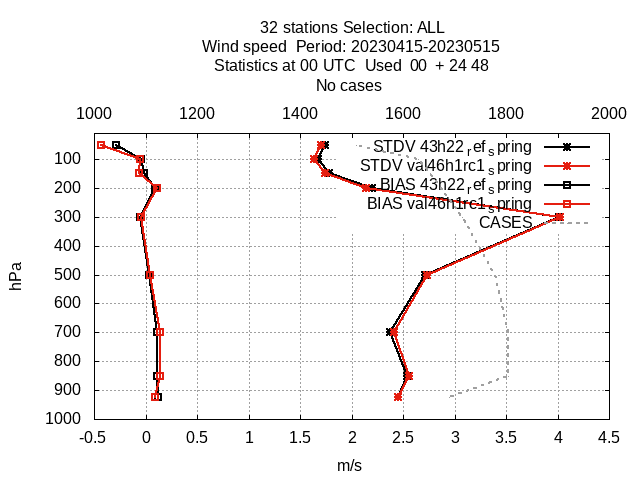 32 stations Selection: ALL
Wind speed  Period: 20230415-20230515
Statistics at 00 UTC  Used  00  + 24 48
No cases
1000 1200 1400 1600 1800 2000
STDV 43h22_ref_spring
STDV val46h1rc1_spring
BIAS 43h22_ref_spring
BIAS val46h1rc1_spring
CASES
100
200
300
400
500
600
700
800
900
1000
hPa
-0.5 0 0.5 1 1.5 2 2.5 3 3.5 4 4.5
m/s